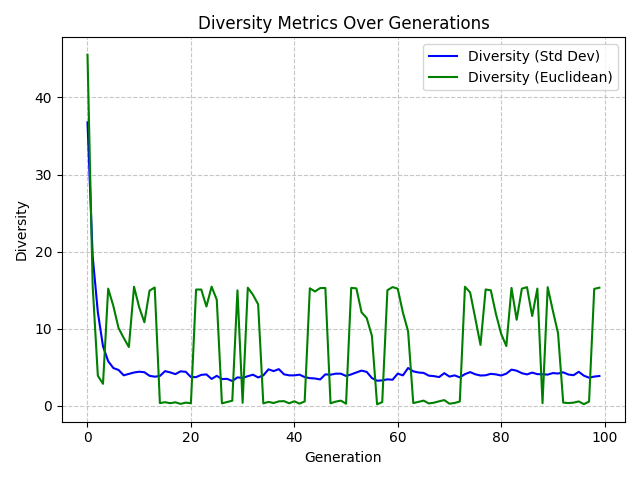 Diversity Metrics Over Generations
Diversity (Std Dev)
Diversity (Euclidean)
Diversity
40
30
20
10
0
0 20 40 60 80 100
Generation